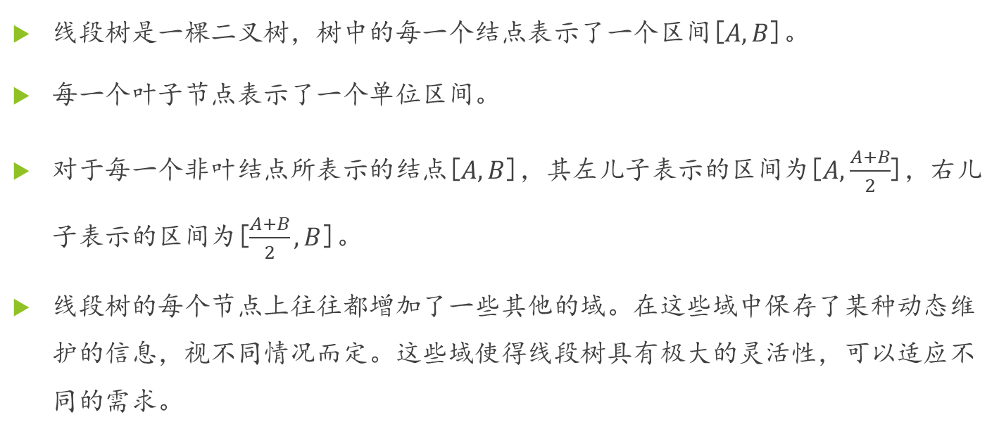 线段树是一棵二叉树，树中的每一个结点表示了一个区间[A,B]。
每一个叶子节点表示了一个单位区间。
对于每一个非叶结点所表示的结点[A,B]，其左儿子表示的区间为[A,\frac{A+B}{2}]，右儿
子表示的区间为[\frac{A+B}{2},B]。
线段树的每个节点上往往都增加了一些其他的域。在这些域中保存了某种动态维
护的信息，视不同情况而定。这些域使得线段树具有极大的灵活性，可以适应不
同的需求。